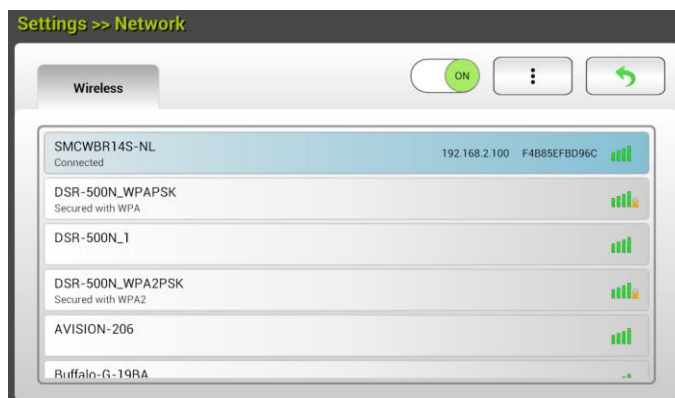 Settings >> Network
Wireless
ON
SMCWBR14S-NL 192.168.2.100 F4B85EFBD96C
Connected
DSR-500N_WPAPSK
Secured with WPA
DSR-500N_1
DSR-500N_WPA2PSK
Secured with WPA2
AVISION-206
Buffalo-G-19BA